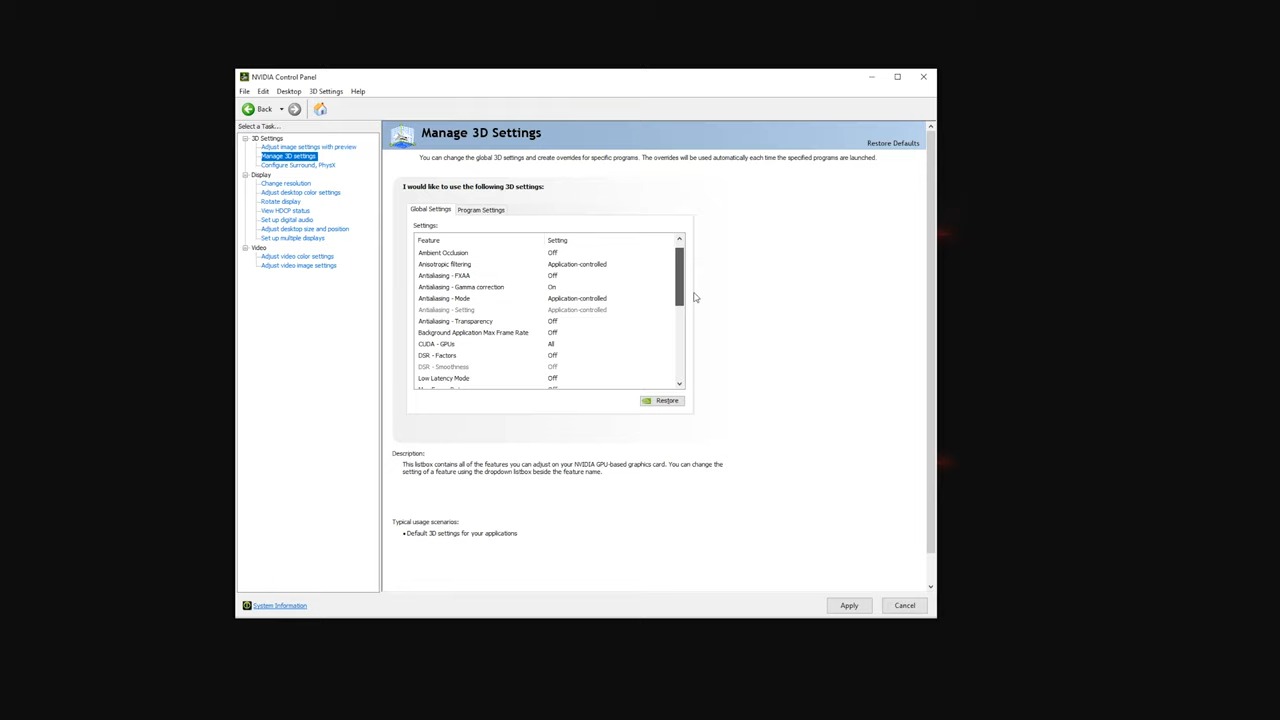 NVIDIA Control Panel
File Edit Desktop 3D Settings Help
Back
Select a Task...
3D Settings
Adjust image settings with preview
Manage 3D settings
Configure Surround, PhysX
Display
Change resolution
Adjust desktop color settings
Rotate display
View HDCP status
Set up digital audio
Adjust desktop size and position
Set up multiple displays
Video
Adjust video color settings
Adjust video image settings
System Information
Manage 3D Settings
Restore Defaults
You can change the global 3D settings and create overrides for specific programs. The overrides will be used automatically each time the specified programs are launched.
I would like to use the following 3D settings:
Global Settings Program Settings
Settings:
Feature Setting
Ambient Occlusion Off
Anisotropic filtering Application-controlled
Antialiasing - FXAA Off
Antialiasing - Gamma correction On
Antialiasing - Mode Application-controlled
Antialiasing - Setting Application-controlled
Antialiasing - Transparency Off
Background Application Max Frame Rate Off
CUDA - GPUs All
DSR - Factors Off
DSR - Smoothness Off
Low Latency Mode Off
Restore
Description:
This listbox contains all of the features you can adjust on your NVIDIA GPU-based graphics card. You can change the
setting of a feature using the dropdown listbox beside the feature name.
Typical usage scenarios:
• Default 3D settings for your applications
Apply Cancel